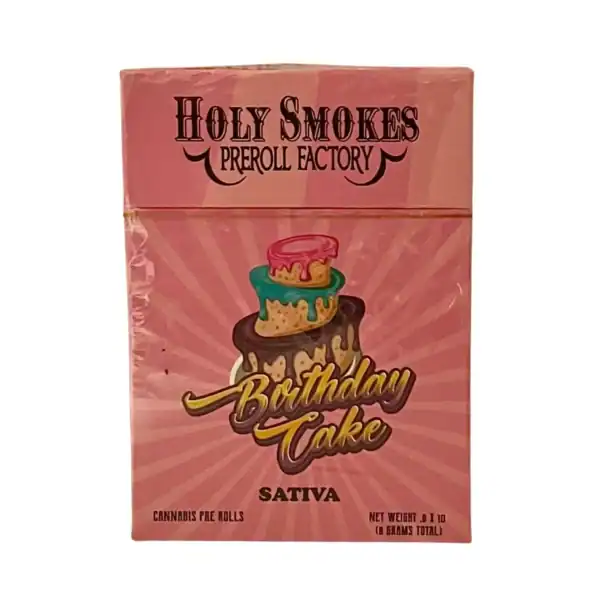 HOLY SMOKES
PREROLL FACTORY
Birthday
Cake
SATIVA
CANNABIS PRE ROLLS
NET WEIGHT .8 X 10
(8 GRAMS TOTAL)